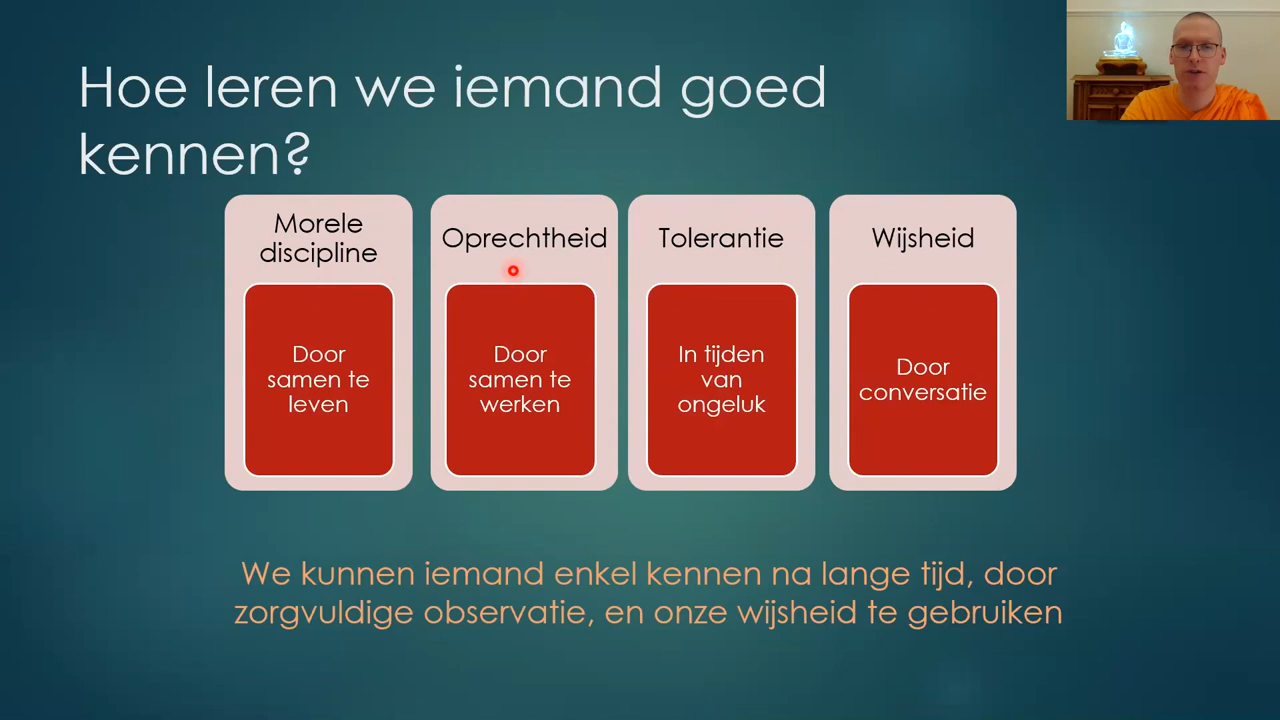 Hoe leren we iemand goed
kennen?
Morele
discipline
Door
samen te
leven
Oprechtheid
Door
samen te
werken
Tolerantie
In tijden
van
ongeluk
Wijsheid
Door
conversatie
We kunnen iemand enkel kennen na lange tijd, door
zorgvuldige observatie, en onze wijsheid te gebruiken